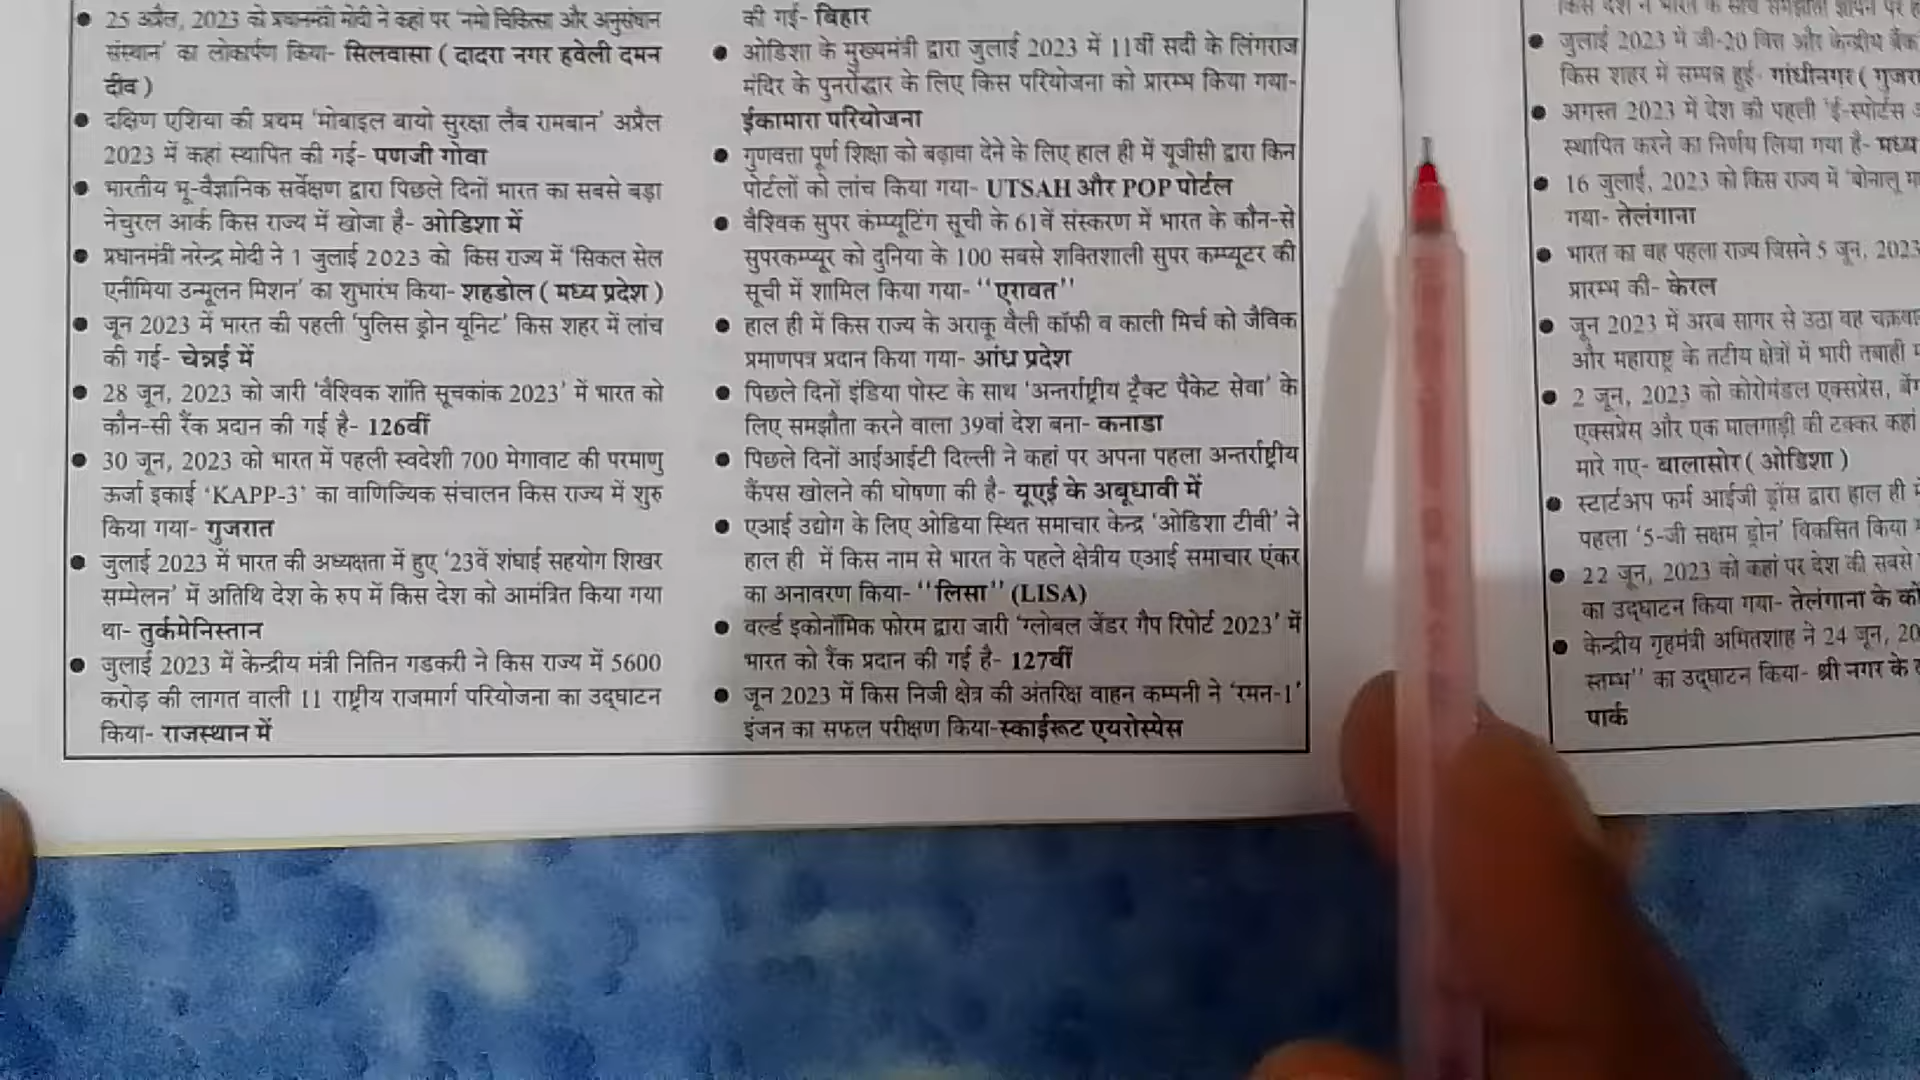 25 अप्रैल, 2023 को प्रधानमंत्री मोदी ने कहां पर 'नमो चिकित्सा और अनुसंधान
संस्थान' का लोकार्पण किया- सिलवासा ( दादरा नगर हवेली दमन
दीव )
दक्षिण एशिया की प्रथम 'मोबाइल बायो सुरक्षा लैब रामबान' अप्रैल
2023 में कहां स्थापित की गई- पणजी गोवा
भारतीय भू-वैज्ञानिक सर्वेक्षण द्वारा पिछले दिनों भारत का सबसे बड़ा
नेचुरल आर्क किस राज्य में खोजा है- ओडिशा में
प्रधानमंत्री नरेन्द्र मोदी ने 1 जुलाई 2023 को किस राज्य में 'सिकल सेल
एनीमिया उन्मूलन मिशन' का शुभारंभ किया- शहडोल ( मध्य प्रदेश )
जून 2023 में भारत की पहली 'पुलिस ड्रोन यूनिट' किस शहर में लांच
की गई- चेन्नई में
28 जून, 2023 को जारी 'वैश्विक शांति सूचकांक 2023' में भारत को
कौन-सी रैंक प्रदान की गई है- 126वीं
30 जून, 2023 को भारत में पहली स्वदेशी 700 मेगावाट की परमाणु
ऊर्जा इकाई 'KAPP-3' का वाणिज्यिक संचालन किस राज्य में शुरु
किया गया- गुजरात
जुलाई 2023 में भारत की अध्यक्षता में हुए '23वें शंघाई सहयोग शिखर
सम्मेलन' में अतिथि देश के रुप में किस देश को आमंत्रित किया गया
था- तुर्कमेनिस्तान
जुलाई 2023 में केन्द्रीय मंत्री नितिन गडकरी ने किस राज्य में 5600
करोड़ की लागत वाली 11 राष्ट्रीय राजमार्ग परियोजना का उद्घाटन
किया- राजस्थान में
की गई- बिहार
ओडिशा के मुख्यमंत्री द्वारा जुलाई 2023 में 11वीं सदी के लिंगराज
मंदिर के पुनरोद्धार के लिए किस परियोजना को प्रारम्भ किया गया-
ईकामारा परियोजना
गुणवत्ता पूर्ण शिक्षा को बढ़ावा देने के लिए हाल ही में यूजीसी द्वारा किन
पोर्टलों को लांच किया गया- UTSAH और POP पोर्टल
वैश्विक सुपर कंम्प्यूटिंग सूची के 61वें संस्करण में भारत के कौन-से
सुपरकम्प्यूर को दुनिया के 100 सबसे शक्तिशाली सुपर कम्प्यूटर की
सूची में शामिल किया गया- ''एरावत''
हाल ही में किस राज्य के अराकू वैली कॉफी व काली मिर्च को जैविक
प्रमाणपत्र प्रदान किया गया- आंध्र प्रदेश
पिछले दिनों इंडिया पोस्ट के साथ 'अन्तर्राष्ट्रीय ट्रैक्ट पैकेट सेवा' के
लिए समझौता करने वाला 39वां देश बना- कनाडा
पिछले दिनों आईआईटी दिल्ली ने कहां पर अपना पहला अन्तर्राष्ट्रीय
कैंपस खोलने की घोषणा की है- यूएई के अबूधावी में
एआई उद्योग के लिए ओडिया स्थित समाचार केन्द्र 'ओडिशा टीवी' ने
हाल ही में किस नाम से भारत के पहले क्षेत्रीय एआई समाचार एंकर
का अनावरण किया- ''लिसा'' (LISA)
वर्ल्ड इकोनॉमिक फोरम द्वारा जारी 'ग्लोबल जेंडर गैप रिपोर्ट 2023' में
भारत को रैंक प्रदान की गई है- 127वीं
जून 2023 में किस निजी क्षेत्र की अंतरिक्ष वाहन कम्पनी ने 'रमन-1'
इंजन का सफल परीक्षण किया-स्काईरूट एयरोस्पेस
किस देश ने भारत के साथ समझौता ज्ञापन पर
जुलाई 2023 में जी-20 वित्त और केन्द्रीय बैंक
किस शहर में सम्पन्न हुई- गांधीनगर ( गुजरा
अगस्त 2023 में देश की पहली 'ई-स्पोर्टस
स्थापित करने का निर्णय लिया गया है- मध्य
16 जुलाई, 2023 को किस राज्य में 'बोनालू
गया- तेलंगाना
भारत का वह पहला राज्य जिसने 5 जून, 2023
प्रारम्भ की- केरल
जून 2023 में अरब सागर से उठा वह चक्रवा
और महाराष्ट्र के तटीय क्षेत्रों में भारी तबाही
2 जून, 2023 को कोरोमंडल एक्सप्रेस,
एक्सप्रेस और एक मालगाड़ी की टक्कर कहां
मारे गए- बालासोर ( ओडिशा )
स्टार्टअप फर्म आईजी ड्रॉस द्वारा हाल ही
पहला '5-जी सक्षम ड्रोन' विकसित किया
22 जून, 2023 को कहां पर देश की सबसे
का उद्घाटन किया गया- तेलंगाना के
केन्द्रीय गृहमंत्री अमितशाह ने 24 जून, 20
स्तम्भ'' का उद्घाटन किया- श्री नगर के
पार्क